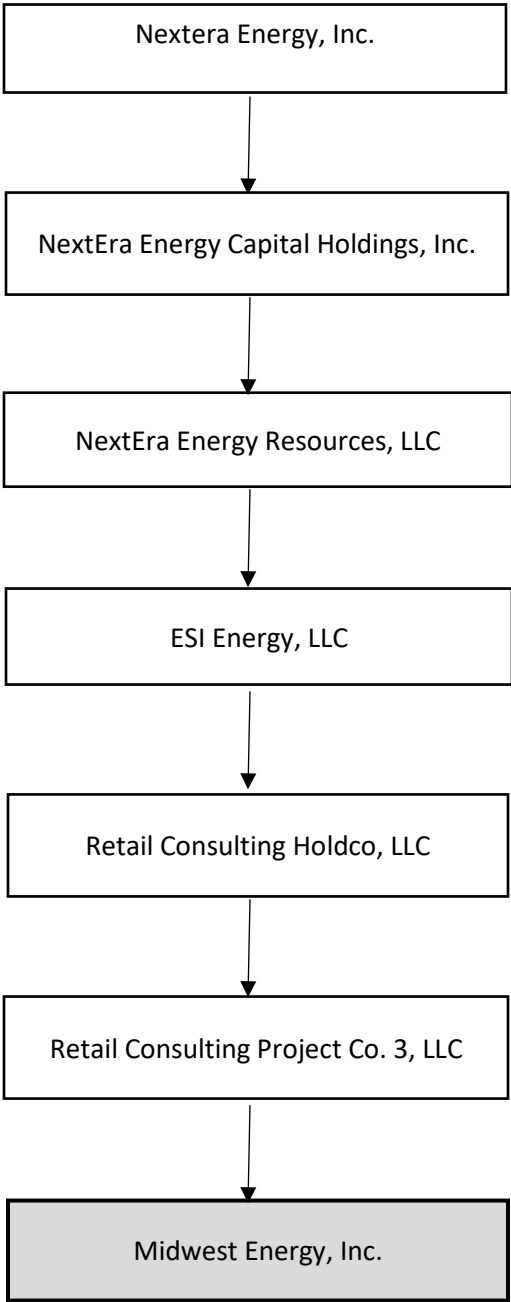 Nextera Energy, Inc.
NextEra Energy Capital Holdings, Inc.
NextEra Energy Resources, LLC
ESI Energy, LLC
Retail Consulting Holdco, LLC
Retail Consulting Project Co. 3, LLC
Midwest Energy, Inc.